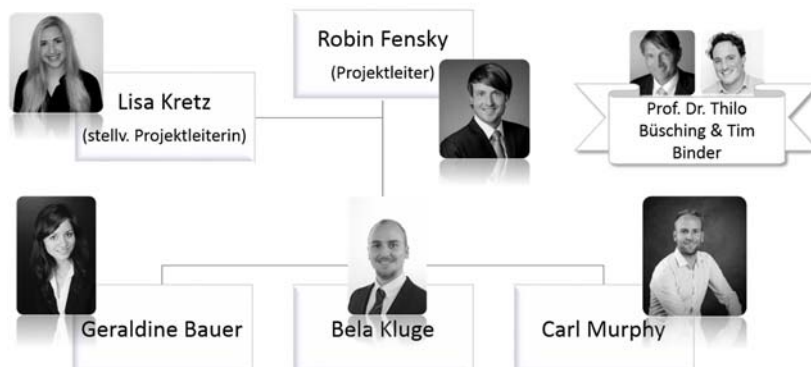 Robin Fensky
(Projektleiter)
Lisa Kretz
(stellv. Projektleiterin)
Prof. Dr. Thilo
Büsching & Tim
Binder
Geraldine Bauer
Bela Kluge
Carl Murphy